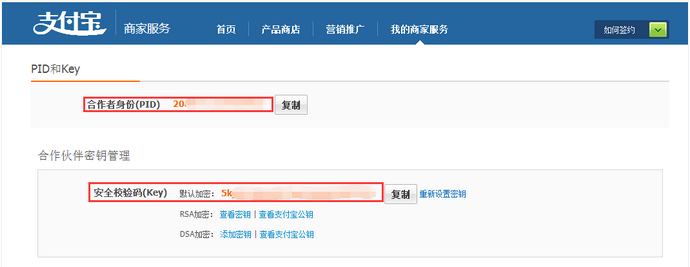 支付宝 商家服务 首页 产品商店 营销推广 我的商家服务 如何签约
PID和Key
合作者身份(PID) 20 复制
合作伙伴密钥管理
安全校验码(Key) 默认加密: 5k 复制 重新设置密钥
RSA加密: 查看密钥 | 查看支付宝公钥
DSA加密: 添加密钥 | 查看支付宝公钥